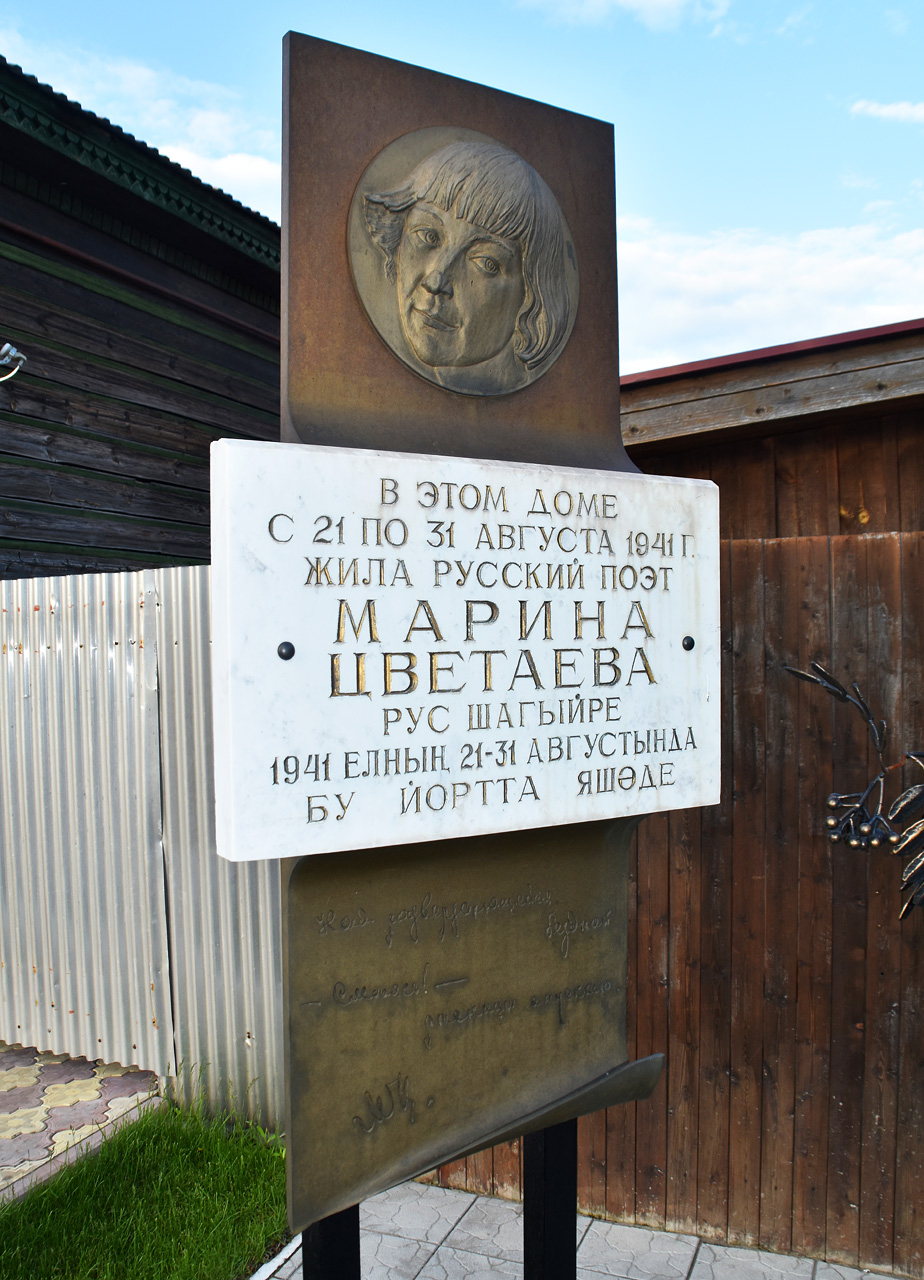 В ЭТОМ ДОМЕ
С 21 ПО 31 АВГУСТА 1941 Г.
ЖИЛА РУССКИЙ ПОЭТ
МАРИНА
ЦВЕТАЕВА
РУС ШАГЫЙРЕ
1941 ЕЛНЫҢ 21-31 АВГУСТЫНДА
БУ ЙОРТТА ЯШӘДЕ
МЦ.